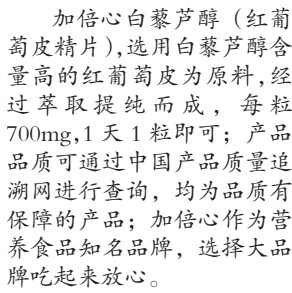 加倍心白藜芦醇（红葡
萄皮精片），选用白藜芦醇含
量高的红葡萄皮为原料，经
过萃取提纯而成，每粒
700mg，1天1粒即可；产品
品质可通过中国产品质量追
溯网进行查询，均为品质有
保障的产品；加倍心作为营
养食品知名品牌，选择大品
牌吃起来放心。